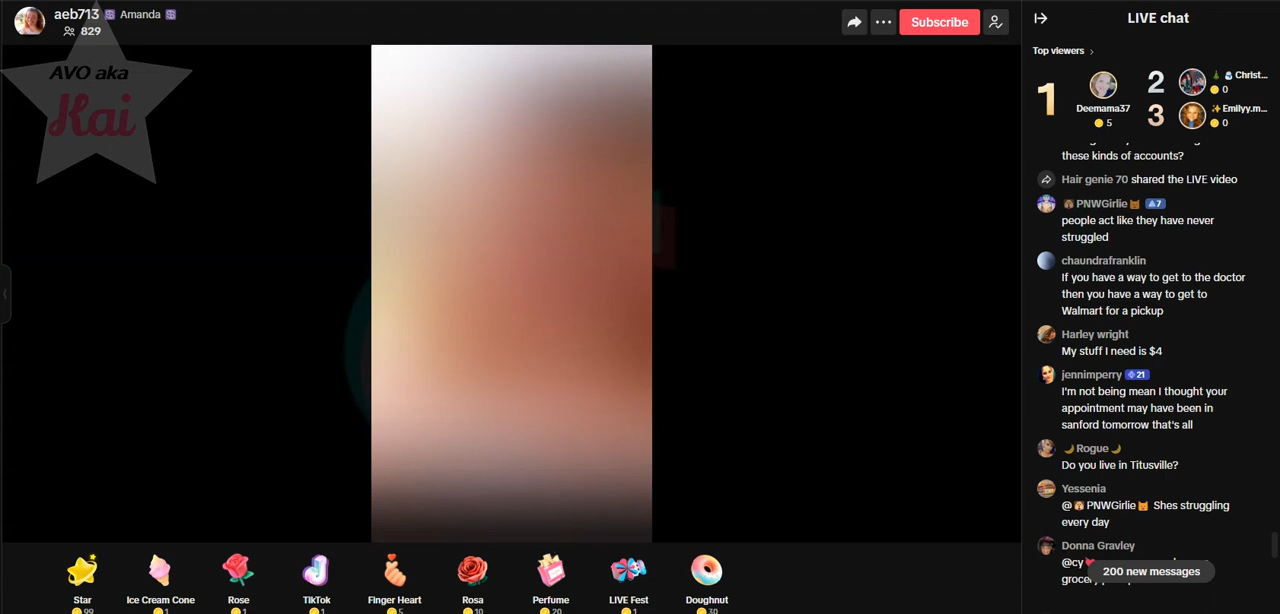 aeb713 Amanda
829
AVO aka
Kai
Subscribe
LIVE chat
Top viewers
1
Deemama37
5
2
Christ...
0
3
Emilyy.m...
0
these kinds of accounts?
Hair genie 70 shared the LIVE video
PNWGirlie 7
people act like they have never
struggled
chaundrafranklin
If you have a way to get to the doctor
then you have a way to get to
Walmart for a pickup
Harley wright
My stuff I need is $4
jennimperry 21
I'm not being mean I thought your
appointment may have been in
sanford tomorrow that's all
🌙Rogue🌙
Do you live in Titusville?
Yessenia
@PNWGirlie Shes struggling
every day
Donna Gravley
@cy
200 new messages
Star
99
Ice Cream Cone
1
Rose
1
TikTok
1
Finger Heart
5
Rosa
10
Perfume
20
LIVE Fest
1
Doughnut
30